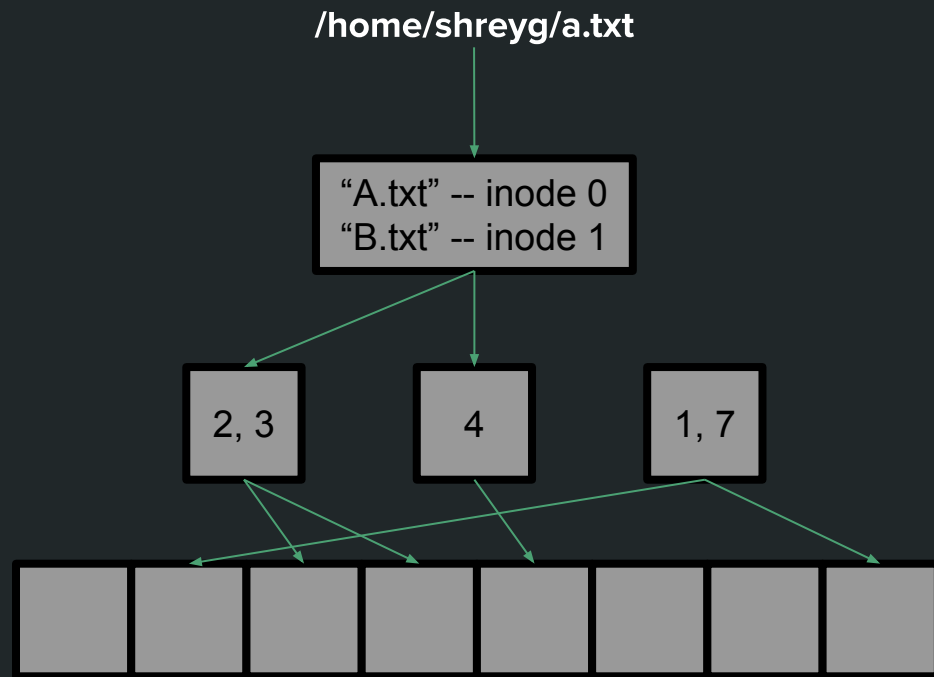 /home/shreyg/a.txt
“A.txt” -- inode 0
“B.txt” -- inode 1
2, 3
4
1, 7